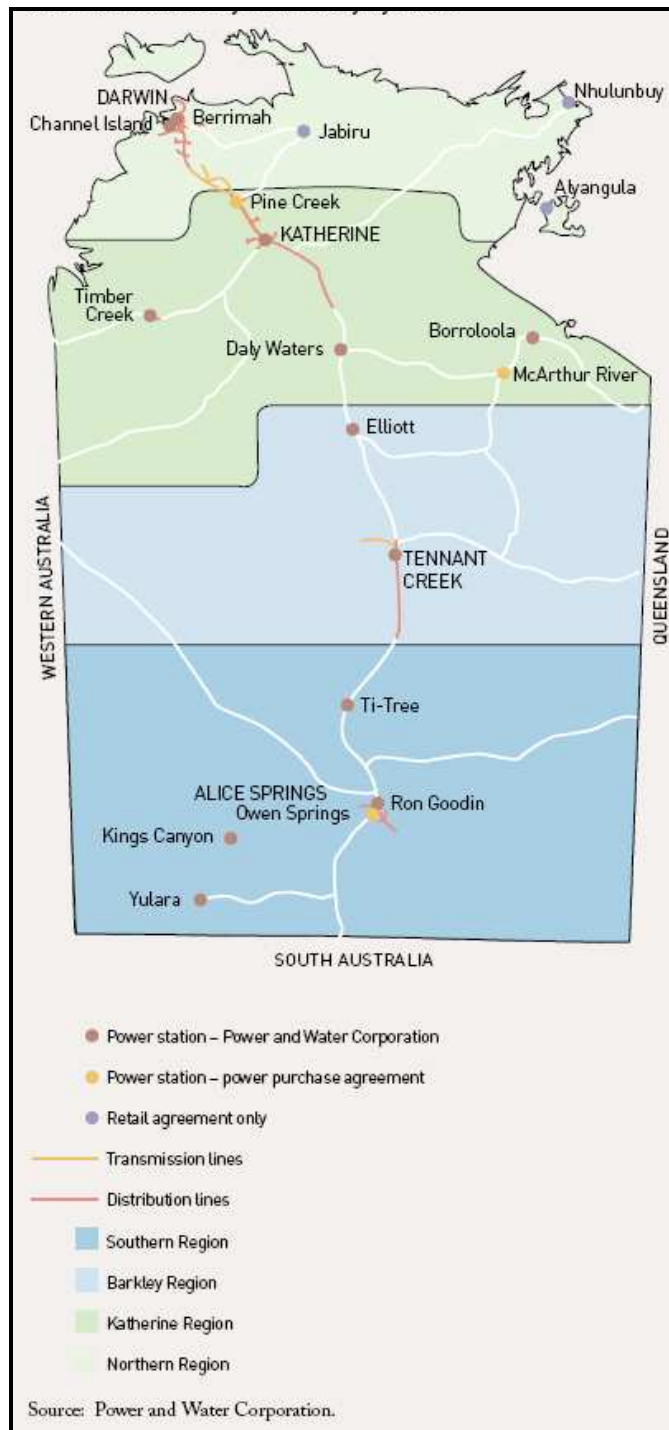 DARWIN
Berrimah
Channel Island
Nhulunbuy
Jabiru
Alyangula
Pine Creek
KATHERINE
Timber
Creek
Borroloola
Daly Waters
McArthur River
Elliott
WESTERN AUSTRALIA
QUEENSLAND
TENNANT
CREEK
Ti-Tree
ALICE SPRINGS
Ron Goodin
Owen Springs
Kings Canyon
Yulara
SOUTH AUSTRALIA
Power station – Power and Water Corporation
Power station – power purchase agreement
Retail agreement only
Transmission lines
Distribution lines
Southern Region
Barkley Region
Katherine Region
Northern Region
Source: Power and Water Corporation.